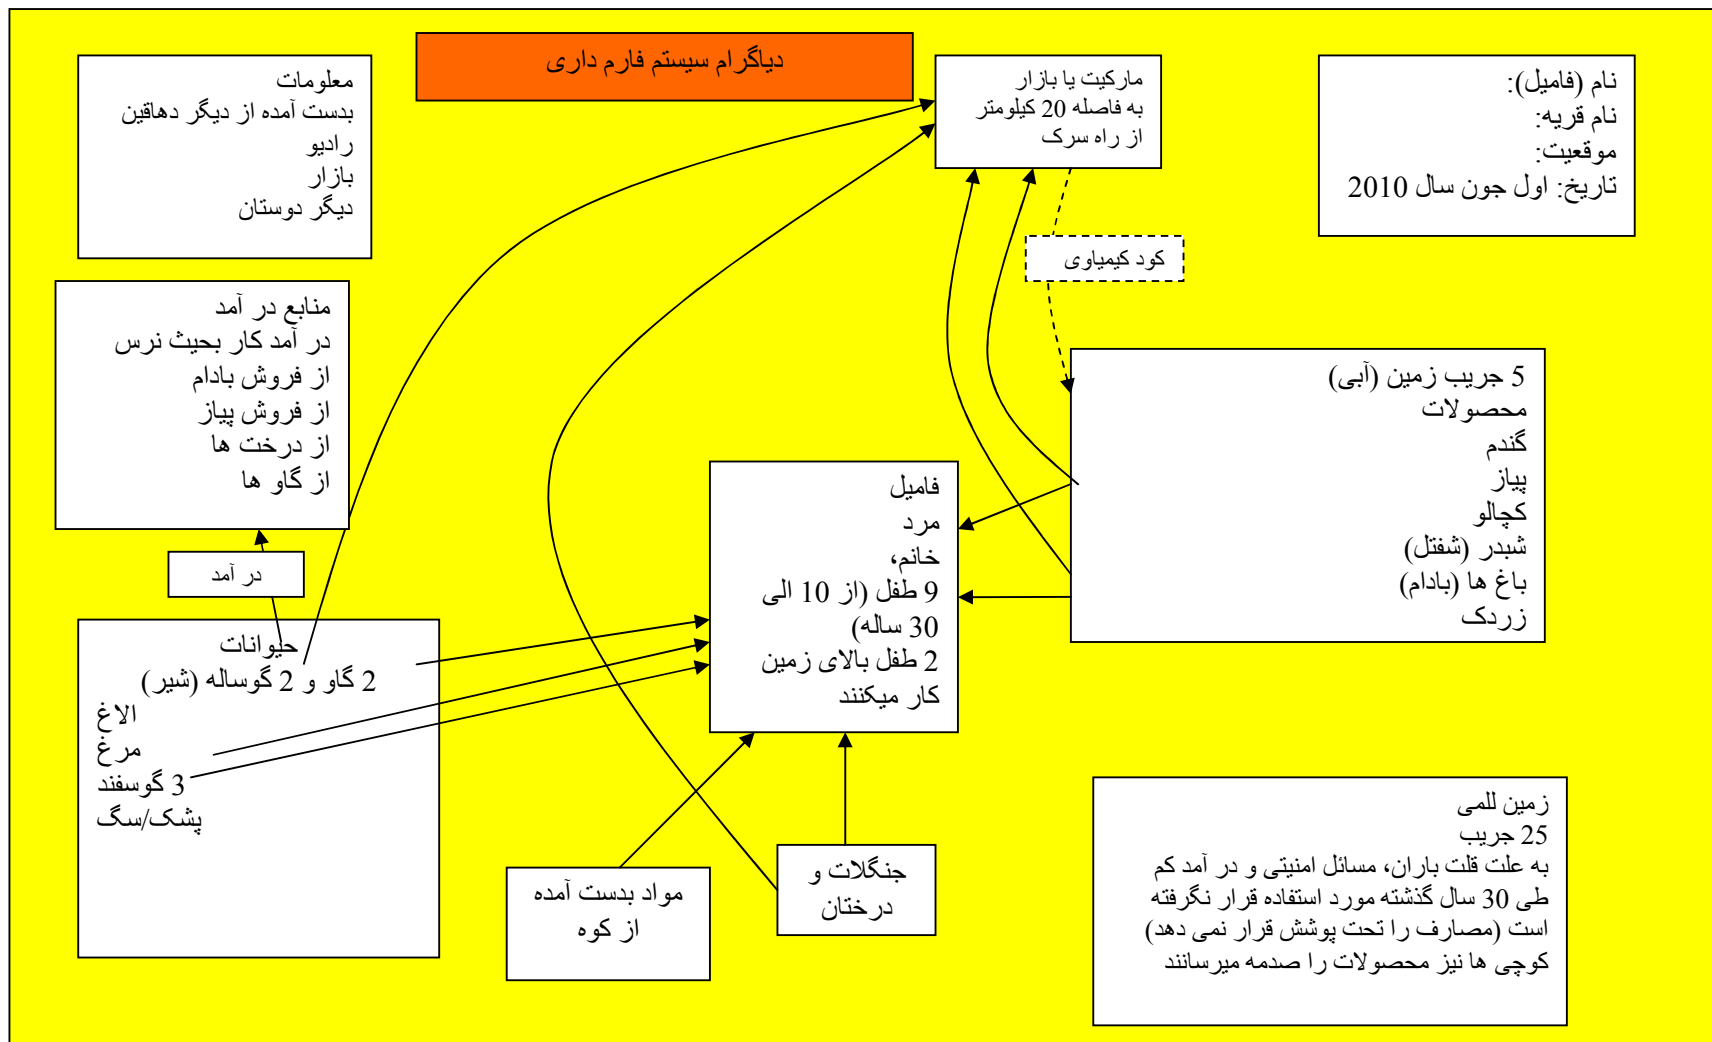 دیاگرام سیستم فارم داری
نام (فامیل):
نام قریه:
موقعیت:
تاریخ: اول جون سال 2010
مارکیت یا بازار
به فاصله 20 کیلومتر
از راه سرک
معلومات
بدست آمده از دیگر دهاقین
رادیو
بازار
دیگر دوستان
کود کیمیاوی
منابع در آمد
در آمد کار بحیث نرس
از فروش بادام
از فروش پیاز
از درخت ها
از گاو ها
5 جریب زمین (آبی)
محصولات
گندم
پیاز
کچالو
شبدر (شفتل)
باغ ها (بادام)
زردک
فامیل
مرد
خانم،
9 طفل (از 10 الی
30 ساله)
2 طفل بالای زمین
کار میکنند
در آمد
حیوانات
2 گاو و 2 گوساله (شیر)
الاغ
مرغ
3 گوسفند
پشک/سگ
زمین للمی
25 جریب
به علت قلت باران، مسائل امنیتی و در آمد کم
طی 30 سال گذشته مورد استفاده قرار نگرفته
است (مصارف را تحت پوشش قرار نمی دهد)
کوچی ها نیز محصولات را صدمه میرسانند
جنگلات و
درختان
مواد بدست آمده
از کوه